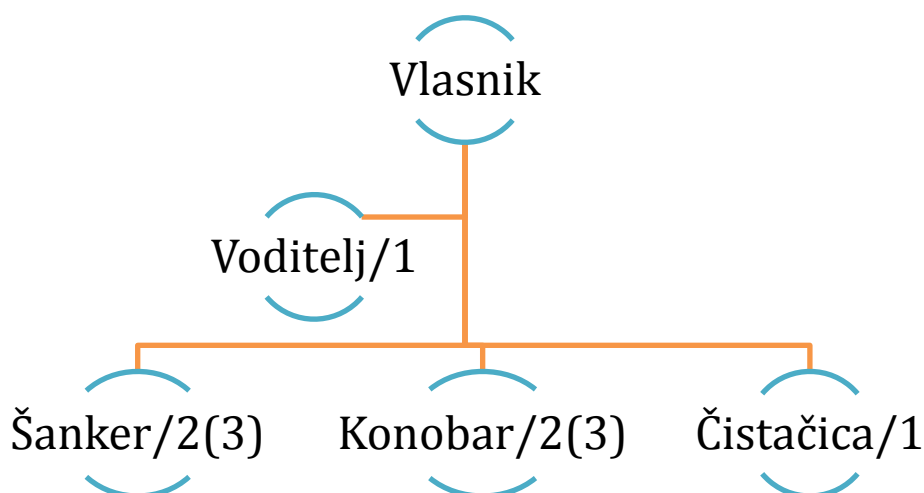 Vlasnik
Voditelj/1
Šanker/2(3)
Konobar/2(3)
Čistačica/1